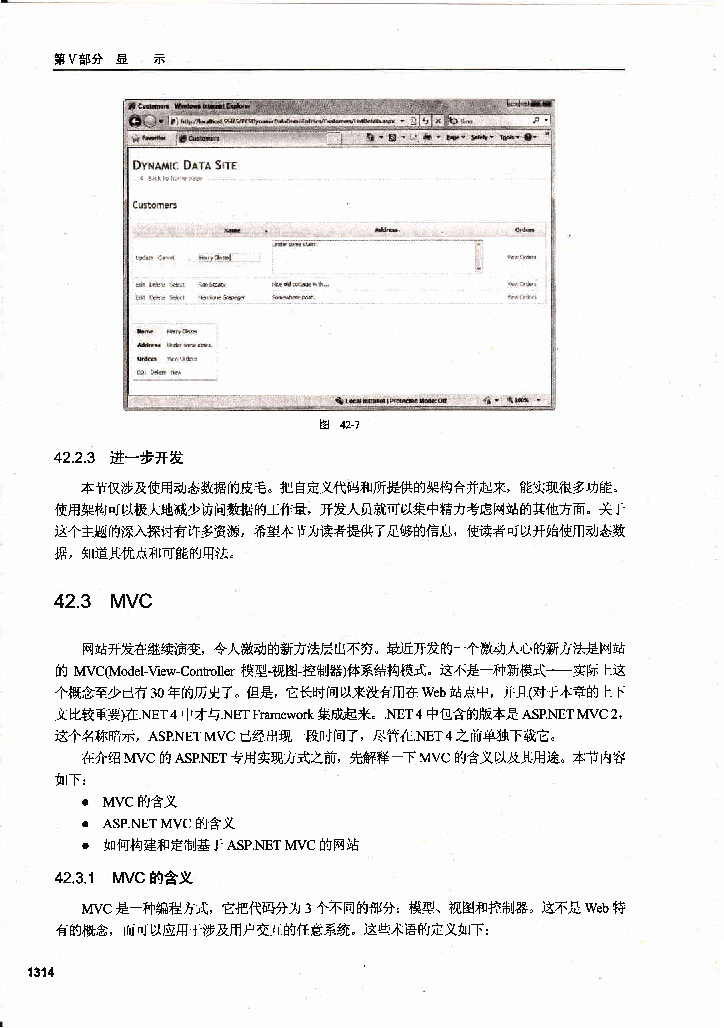 第V部分 显 示
Customers - Windows Internet Explorer
Favorites Customers
Page Safety Tools
DYNAMIC DATA SITE
Back to home page
Customers
Name Address Orders
Under some stairs.
Update Cancel View Orders
Edit Delete Select Nice old cottage with... View Orders
Edit Delete Select Somewhere posh. View Orders
Name
Address Under some stairs.
Orders View Orders
Edit Delete New
Local intranet | Protected Mode: Off 100%
图 42-7
42.2.3 进一步开发
本节仅涉及使用动态数据的皮毛。把自定义代码和所提供的架构合并起来，能实现很多功能。
使用架构可以极大地减少访问数据的工作量，开发人员就可以集中精力考虑网站的其他方面。关于
这个主题的深入探讨有许多资源，希望本节为读者提供了足够的信息，使读者可以开始使用动态数
据，知道其优点和可能的用法。
42.3 MVC
网站开发在继续演变，令人激动的新方法层出不穷。最近开发的一个激动人心的新方法是网站
的 MVC(Model-View-Controller 模型-视图-控制器)体系结构模式。这不是一种新模式——实际上这
个概念至少已有 30 年的历史了。但是，它长时间以来没有用在 Web 站点中，并且(对于本章的上下
文比较重要)在.NET 4 中才与.NET Framework 集成起来。.NET 4 中包含的版本是 ASP.NET MVC 2，
这个名称暗示，ASP.NET MVC 已经出现一段时间了，尽管在.NET 4 之前单独下载它。
在介绍 MVC 的 ASP.NET 专用实现方式之前，先解释一下 MVC 的含义以及其用途。本节内容
如下：
● MVC 的含义
● ASP.NET MVC 的含义
● 如何构建和定制基于 ASP.NET MVC 的网站
42.3.1 MVC 的含义
MVC 是一种编程方式，它把代码分为 3 个不同的部分：模型、视图和控制器。这不是 Web 特
有的概念，而可以应用于涉及用户交互的任意系统。这些术语的定义如下：
1314